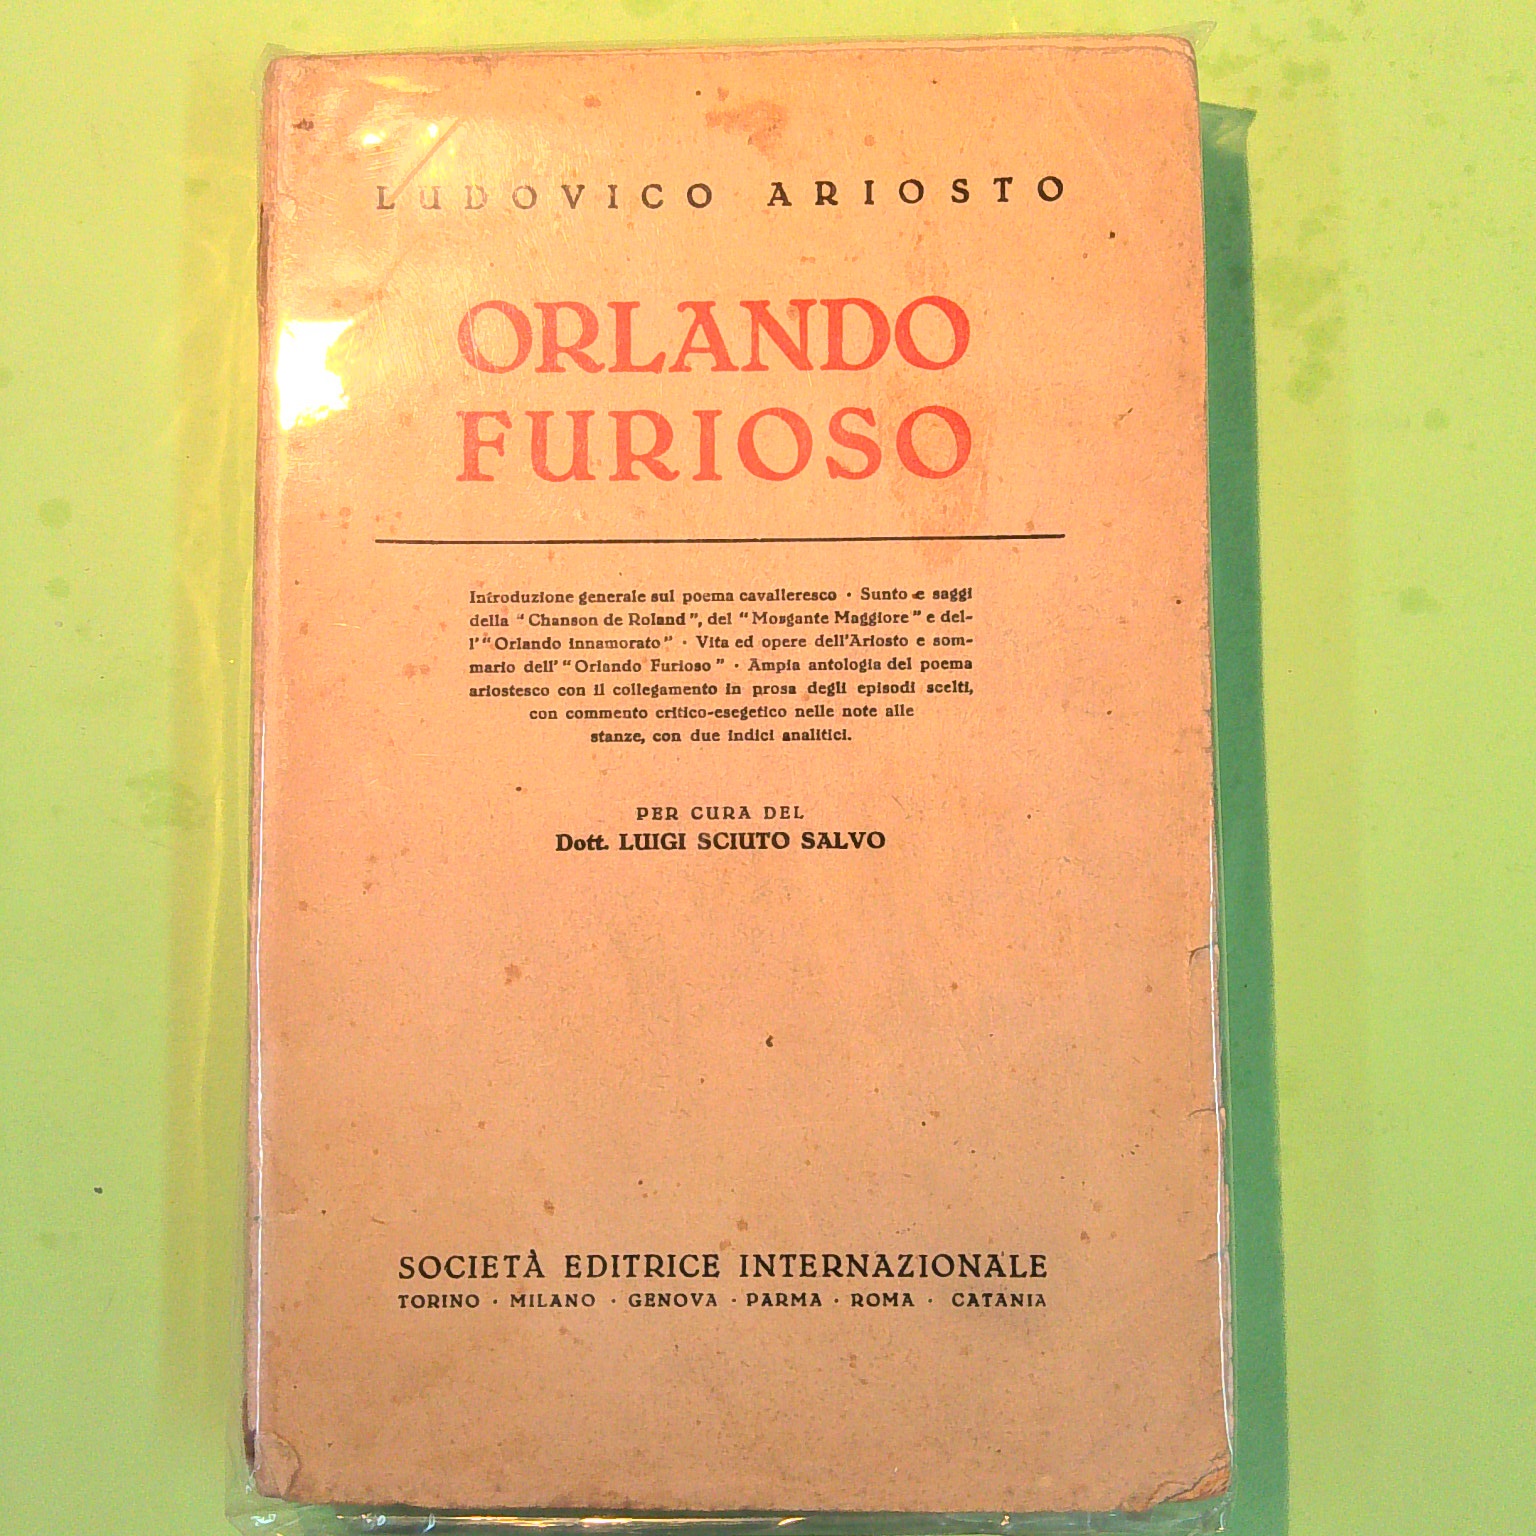 LUDOVICO ARIOSTO
ORLANDO
FURIOSO
Introduzione generale sul poema cavalleresco · Sunto e saggi
della "Chanson de Roland", del "Morgante Maggiore" e del-
l'"Orlando innamorato" · Vita ed opere dell'Ariosto e som-
mario dell' "Orlando Furioso" · Ampia antologia del poema
ariostesco con il collegamento in prosa degli episodi scelti,
con commento critico-esegetico nelle note alle
stanze, con due indici analitici.
PER CURA DEL
Dott. LUIGI SCIUTO SALVO
SOCIETÀ EDITRICE INTERNAZIONALE
TORINO · MILANO · GENOVA · PARMA · ROMA · CATANIA